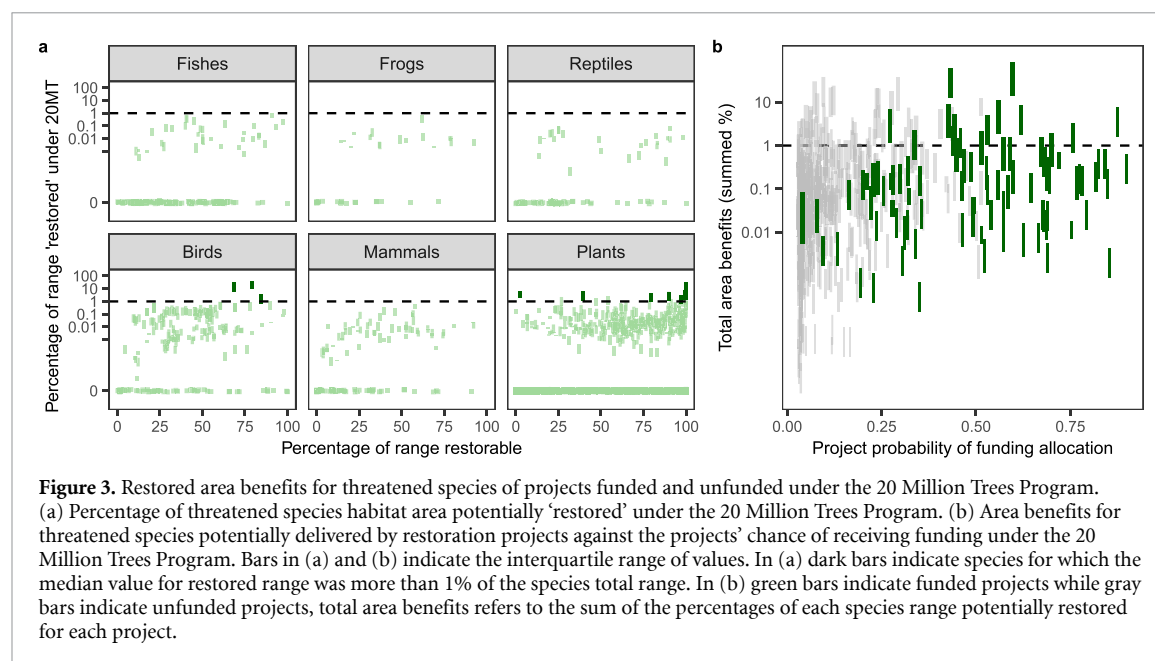 a
Fishes
Frogs
Reptiles
Percentage of range 'restored' under 20MT
100
10
1
0.1
0.01
0
Birds
Mammals
Plants
100
10
1
0.1
0.01
0
0 25 50 75 100
0 25 50 75 100
0 25 50 75 100
Percentage of range restorable
b
Total area benefits (summed %)
10
1
0.1
0.01
0.00 0.25 0.50 0.75
Project probability of funding allocation
Figure 3. Restored area benefits for threatened species of projects funded and unfunded under the 20 Million Trees Program.
(a) Percentage of threatened species habitat area potentially ‘restored’ under the 20 Million Trees Program. (b) Area benefits for
threatened species potentially delivered by restoration projects against the projects’ chance of receiving funding under the 20
Million Trees Program. Bars in (a) and (b) indicate the interquartile range of values. In (a) dark bars indicate species for which the
median value for restored range was more than 1% of the species total range. In (b) green bars indicate funded projects while gray
bars indicate unfunded projects, total area benefits refers to the sum of the percentages of each species range potentially restored
for each project.